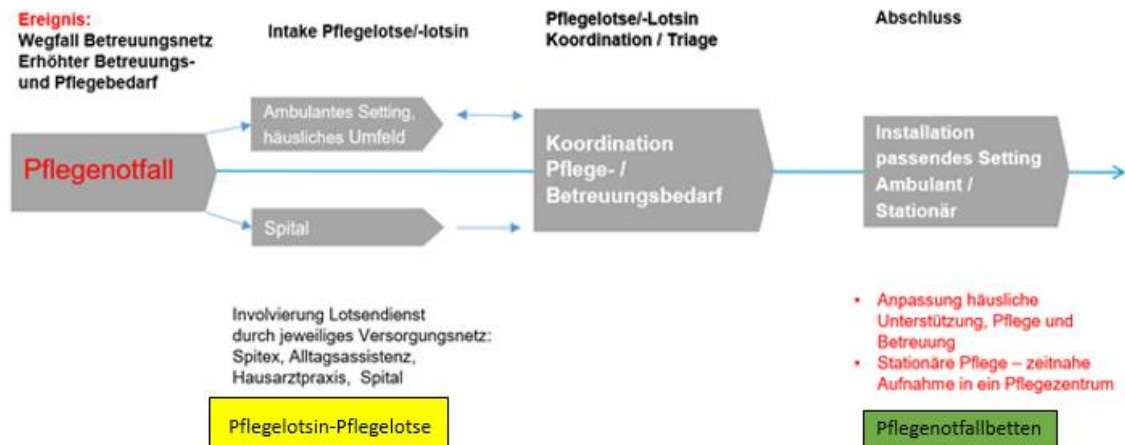 Ereignis:
Wegfall Betreuungsnetz
Erhöhter Betreuungs-
und Pflegebedarf
Intake Pflegelotse/-lotsin
Pflegelotse/-Lotsin
Koordination / Triage
Abschluss
Pflegenotfall
Ambulantes Setting,
häusliches Umfeld
Spital
Koordination
Pflege- /
Betreuungsbedarf
Installation
passendes Setting
Ambulant /
Stationär
Involvierung Lotsendienst
durch jeweiliges Versorgungsnetz:
Spitex, Alltagsassistenz,
Hausarztpraxis, Spital
Pflegelotsin-Pflegelotse
• Anpassung häusliche
Unterstützung, Pflege und
Betreuung
• Stationäre Pflege – zeitnahe
Aufnahme in ein Pflegezentrum
Pflegenotfallbetten